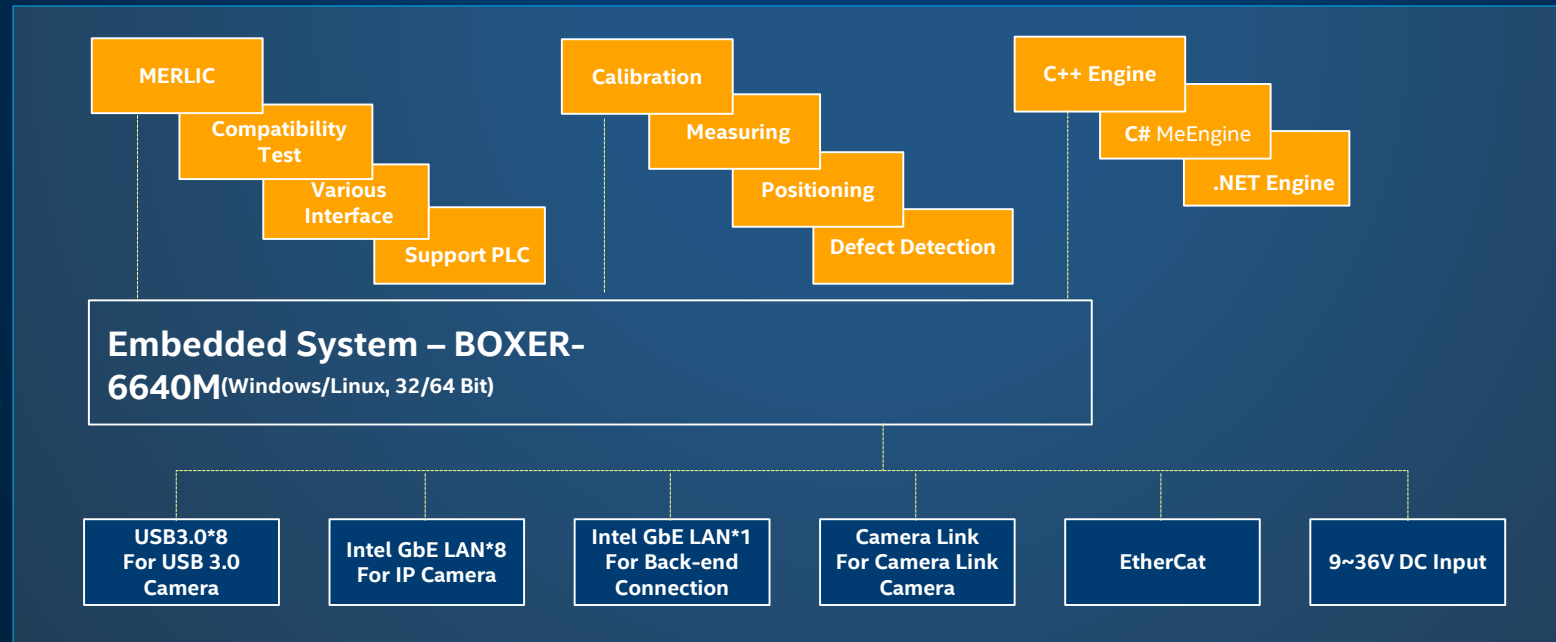 MERLIC
Compatibility
Test
Various
Interface
Support PLC
Calibration
Measuring
Positioning
Defect Detection
C++ Engine
C# MeEngine
.NET Engine
Embedded System – BOXER-
6640M(Windows/Linux, 32/64 Bit)
USB3.0*8
For USB 3.0
Camera
Intel GbE LAN*8
For IP Camera
Intel GbE LAN*1
For Back-end
Connection
Camera Link
For Camera Link
Camera
EtherCat
9~36V DC Input